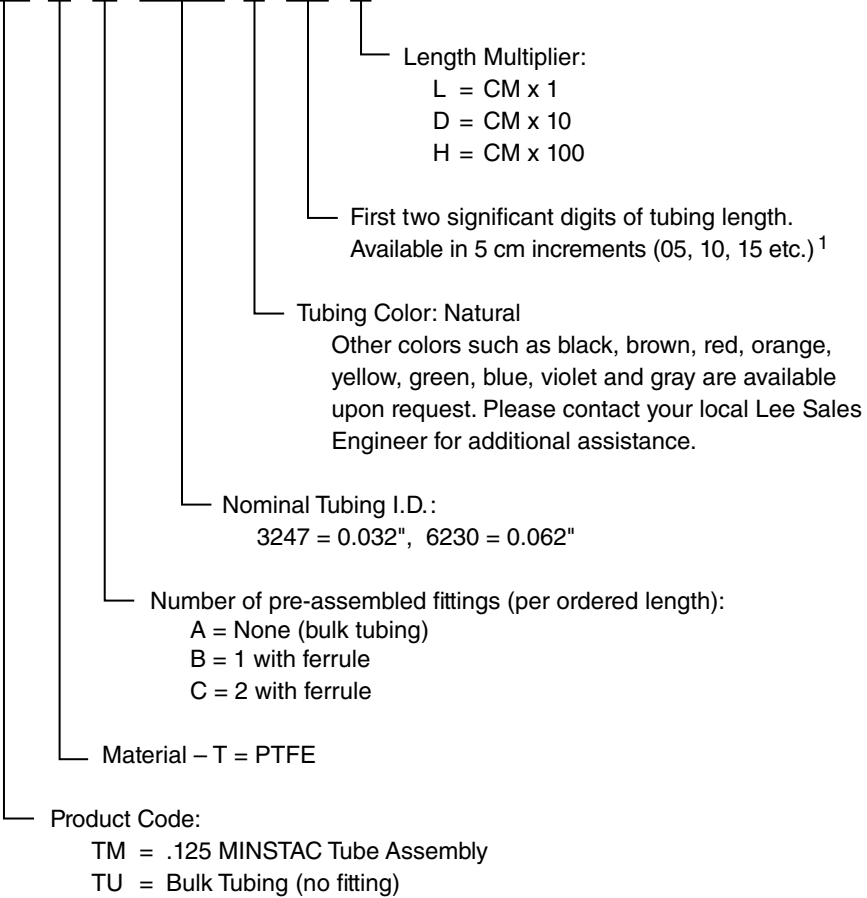 Length Multiplier:
L = CM x 1
D = CM x 10
H = CM x 100
First two significant digits of tubing length.
Available in 5 cm increments (05, 10, 15 etc.) 1
Tubing Color: Natural
Other colors such as black, brown, red, orange,
yellow, green, blue, violet and gray are available
upon request. Please contact your local Lee Sales
Engineer for additional assistance.
Nominal Tubing I.D.:
3247 = 0.032", 6230 = 0.062"
Number of pre-assembled fittings (per ordered length):
A = None (bulk tubing)
B = 1 with ferrule
C = 2 with ferrule
Material – T = PTFE
Product Code:
TM = .125 MINSTAC Tube Assembly
TU = Bulk Tubing (no fitting)